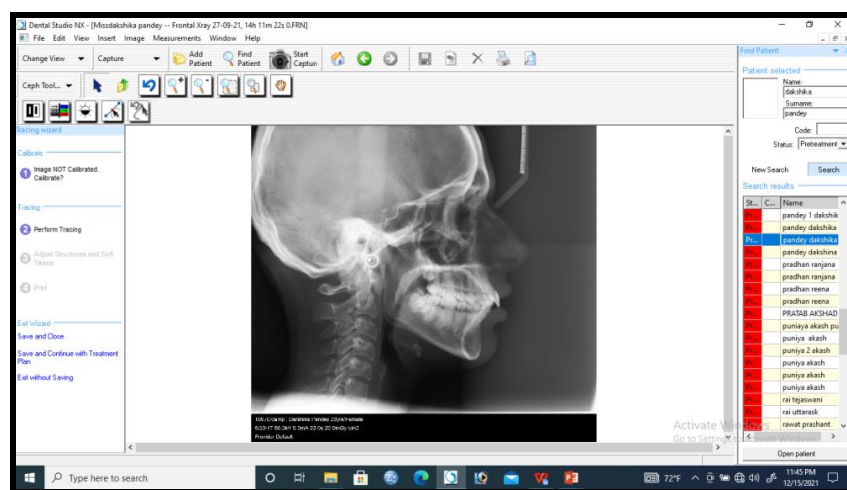 Dental Studio NX - [Missdakshika pandey -- Frontal Xray 27-09-21, 14h 11m 22s 0.FRN]
File Edit View Insert Image Measurements Window Help
Change View
Capture
Add Patient
Find Patient
Start Captur
Ceph Tool...
Tracing wizard
Calibrate
1 Image NOT Calibrated. Calibrate?
Tracing
2 Perform Tracing
3 Adjust Structures and Soft Tissue
4 Print
Exit Wizard
Save and Close
Save and Continue with Treatment Plan
Exit without Saving
Find Patient
Patient selected
Name:
dakshika
Surname:
pandey
Code:
Status: Pretreatment
New Search Search
Search results
St... C... Name
pandey 1 dakshik
pandey dakshika
Pr... pandey dakshika
pandey dakshina
pradhan ranjana
pradhan ranjana
pradhan reena
pradhan reena
PRATAB AKSHAD
puniaya akash pu
puniya akash
puniya 2 akash
puniya akash
puniya akash
puniya akash
rai tejaswani
rai uttarask
rawat prashant
Open patient
Provider Default
Activate Windows
Type here to search
72°F
11:45 PM
12/15/2021